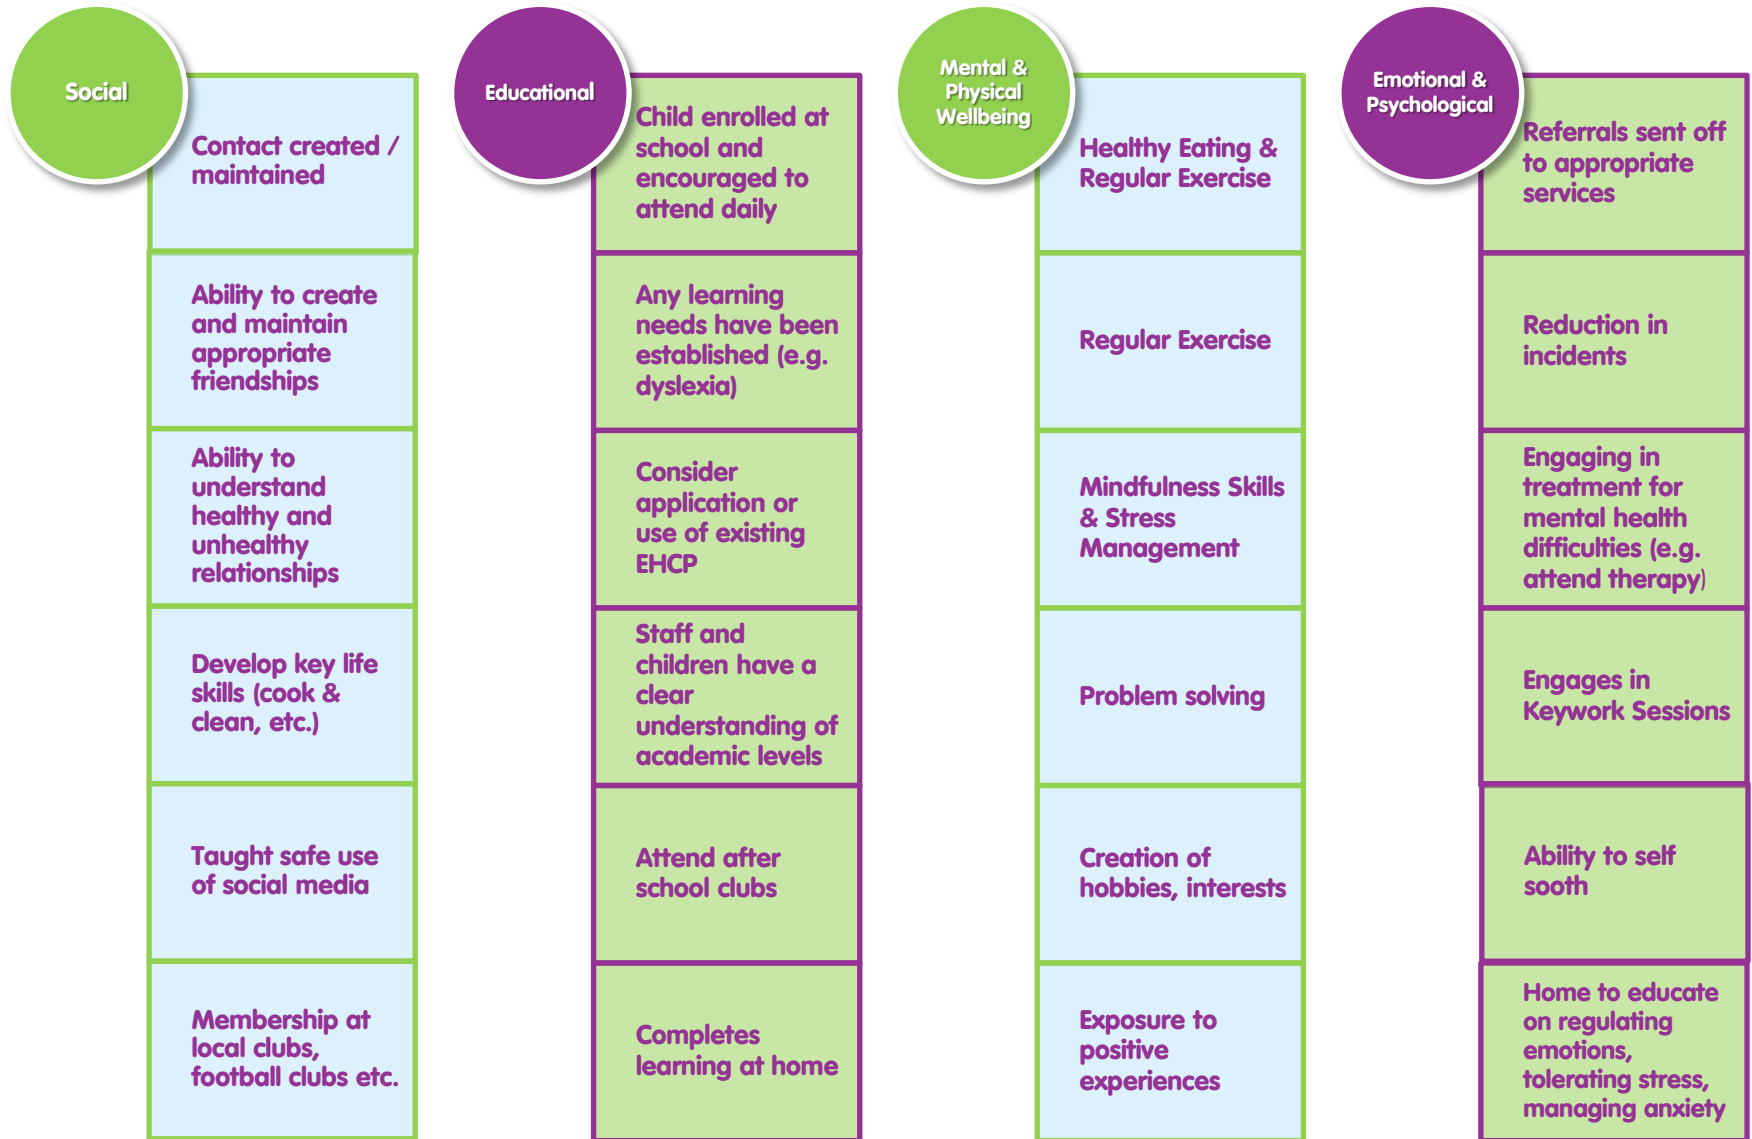 Social
Contact created /
maintained
Ability to create
and maintain
appropriate
friendships
Ability to
understand
healthy and
unhealthy
relationships
Develop key life
skills (cook &
clean, etc.)
Taught safe use
of social media
Membership at
local clubs,
football clubs etc.
Educational
Child enrolled at
school and
encouraged to
attend daily
Any learning
needs have been
established (e.g.
dyslexia)
Consider
application or
use of existing
EHCP
Staff and
children have a
clear
understanding of
academic levels
Attend after
school clubs
Completes
learning at home
Mental &
Physical
Wellbeing
Healthy Eating &
Regular Exercise
Regular Exercise
Mindfulness Skills
& Stress
Management
Problem solving
Creation of
hobbies, interests
Exposure to
positive
experiences
Emotional &
Psychological
Referrals sent off
to appropriate
services
Reduction in
incidents
Engaging in
treatment for
mental health
difficulties (e.g.
attend therapy)
Engages in
Keywork Sessions
Ability to self
sooth
Home to educate
on regulating
emotions,
tolerating stress,
managing anxiety